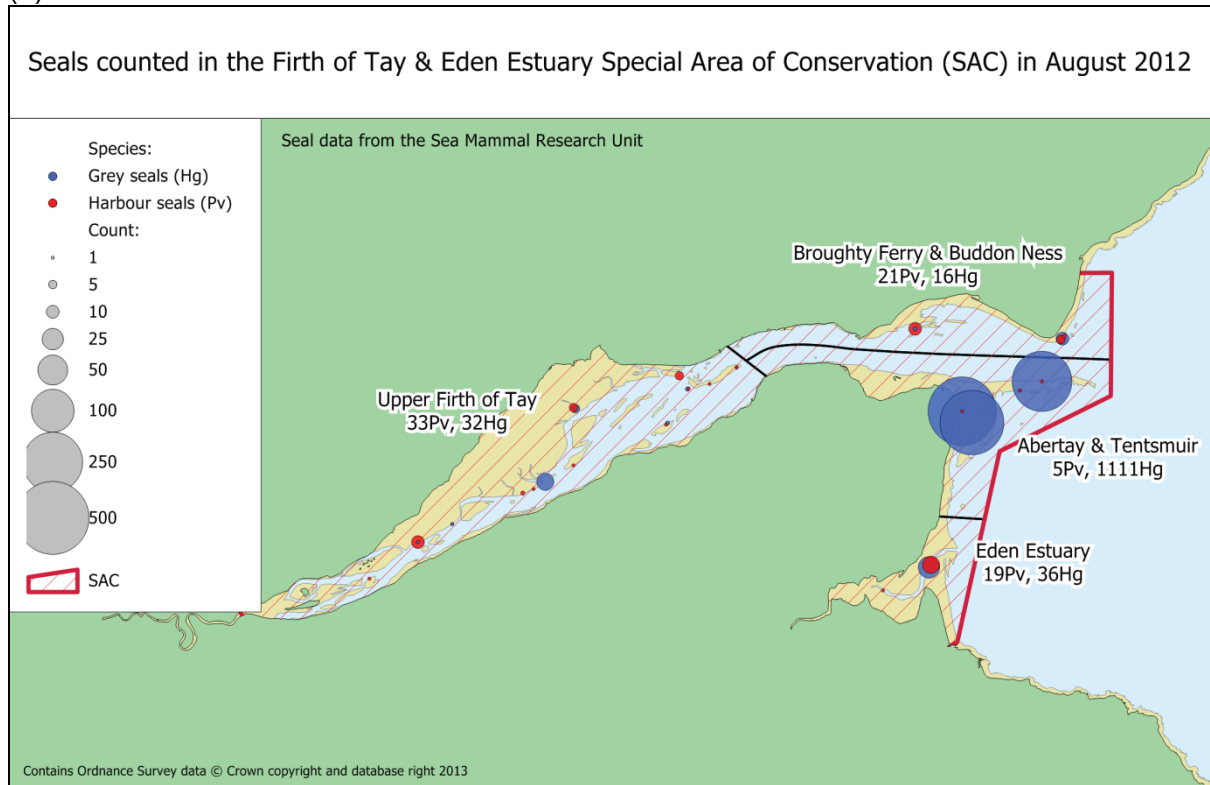 Seals counted in the Firth of Tay & Eden Estuary Special Area of Conservation (SAC) in August 2012
Seal data from the Sea Mammal Research Unit
Species:
Grey seals (Hg)
Harbour seals (Pv)
Count:
1
5
10
25
50
100
250
500
SAC
Broughty Ferry & Buddon Ness
21Pv, 16Hg
Upper Firth of Tay
33Pv, 32Hg
Abertay & Tentsmuir
5Pv, 1111Hg
Eden Estuary
19Pv, 36Hg
Contains Ordnance Survey data © Crown copyright and database right 2013